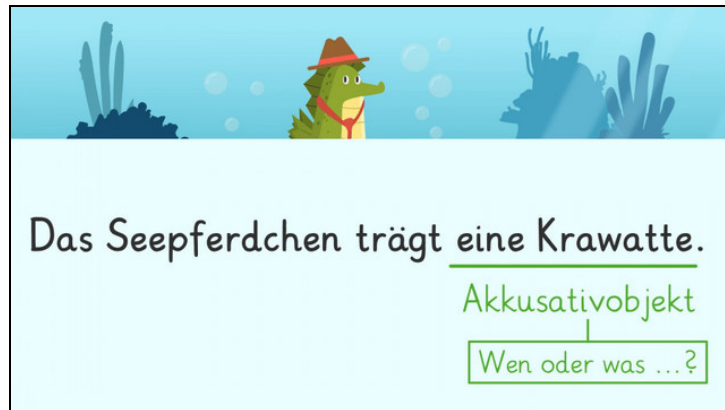 Das Seepferdchen trägt eine Krawatte.
Akkusativobjekt
Wen oder was ...?